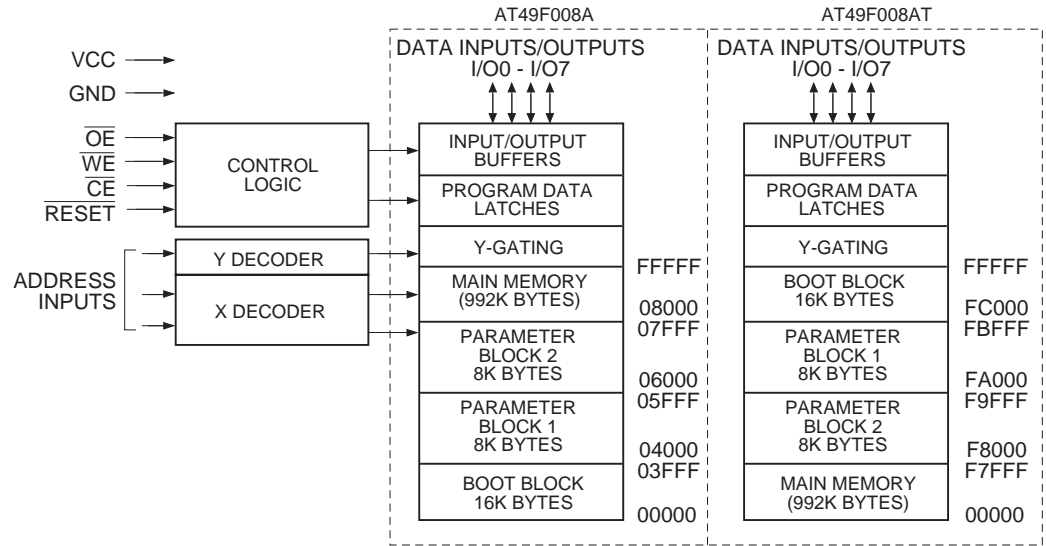 AT49F008A
AT49F008AT
DATA INPUTS/OUTPUTS
I/O0 - I/O7
DATA INPUTS/OUTPUTS
I/O0 - I/O7
VCC
GND
OE
WE
CE
RESET
ADDRESS
INPUTS
CONTROL
LOGIC
Y DECODER
X DECODER
INPUT/OUTPUT
BUFFERS
PROGRAM DATA
LATCHES
Y-GATING
MAIN MEMORY
(992K BYTES)
PARAMETER
BLOCK 2
8K BYTES
PARAMETER
BLOCK 1
8K BYTES
BOOT BLOCK
16K BYTES
FFFFF
08000
07FFF
06000
05FFF
04000
03FFF
00000
INPUT/OUTPUT
BUFFERS
PROGRAM DATA
LATCHES
Y-GATING
BOOT BLOCK
16K BYTES
PARAMETER
BLOCK 1
8K BYTES
PARAMETER
BLOCK 2
8K BYTES
MAIN MEMORY
(992K BYTES)
FFFFF
FC000
FBFFF
FA000
F9FFF
F8000
F7FFF
00000